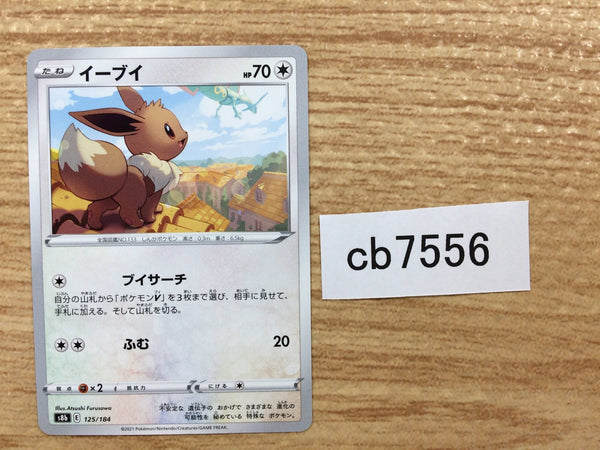 たね イーブイ HP70
全国図鑑NO.133 しんかポケモン 高さ：0.3m 重さ：6.5kg
ブイサーチ
自分の山札から「ポケモンV」を3枚まで選び、相手に見せて、
手札に加える。そして山札を切る。
ふむ 20
弱点 ×2 抵抗力 にげる
Illus.Atsushi Furusawa
不安定な 遺伝子の おかげで さまざまな 進化の
可能性を 秘めている 特殊な ポケモン。
s8b E 125/184
©2021 Pokémon/Nintendo/Creatures/GAME FREAK.
cb7556